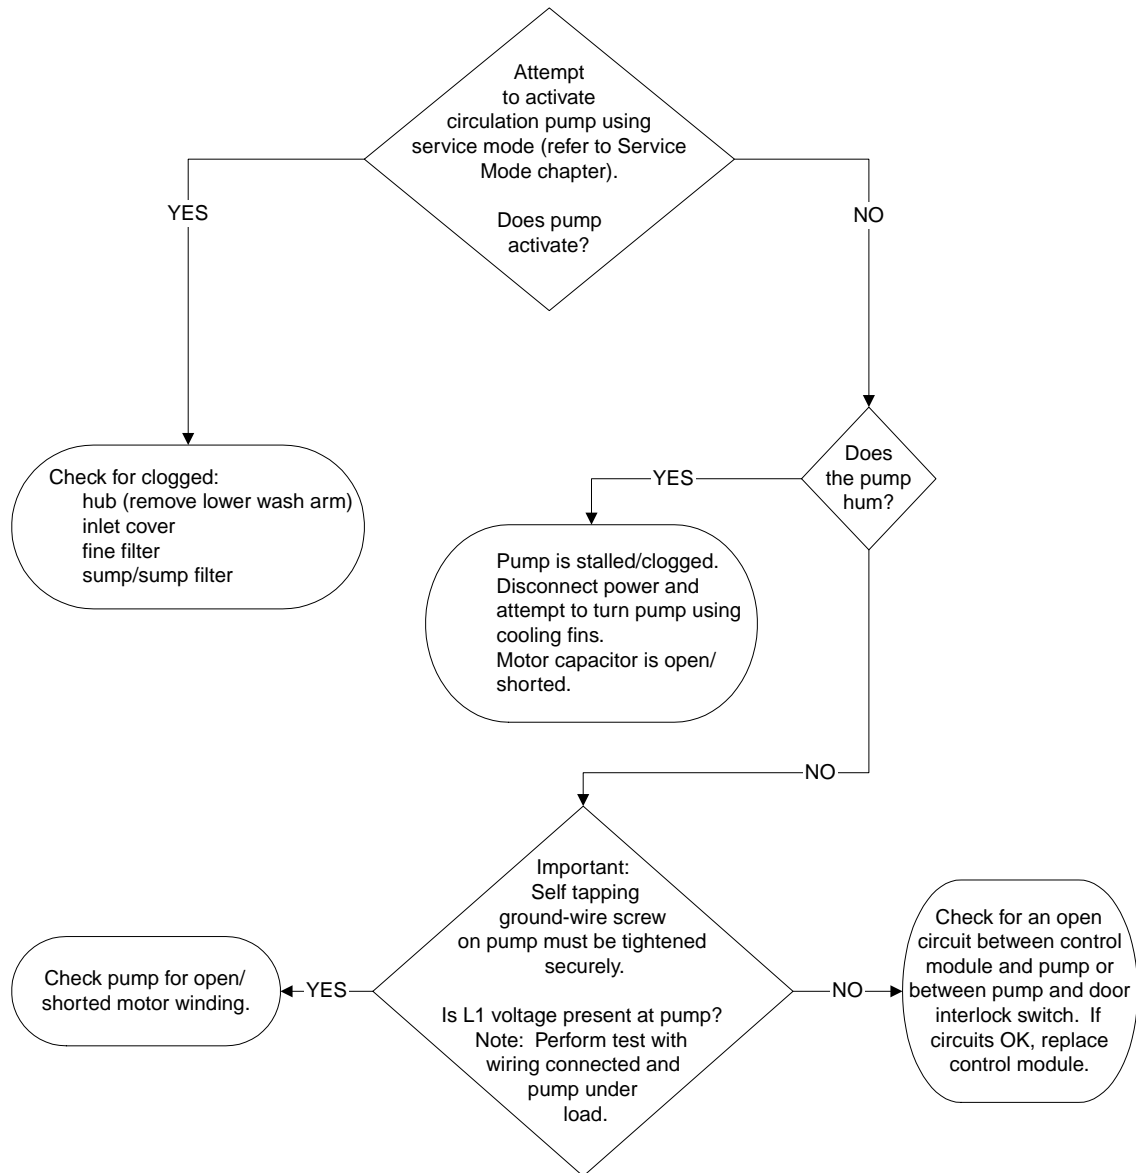 Attempt
to activate
circulation pump using
service mode (refer to Service
Mode chapter).
Does pump
activate?
YES
NO
Check for clogged:
hub (remove lower wash arm)
inlet cover
fine filter
sump/sump filter
Does
the pump
hum?
YES
Pump is stalled/clogged.
Disconnect power and
attempt to turn pump using
cooling fins.
Motor capacitor is open/
shorted.
NO
Important:
Self tapping
ground-wire screw
on pump must be tightened
securely.
Is L1 voltage present at pump?
Note:  Perform test with
wiring connected and
pump under
load.
YES
Check pump for open/
shorted motor winding.
NO
Check for an open
circuit between control
module and pump or
between pump and door
interlock switch.  If
circuits OK, replace
control module.